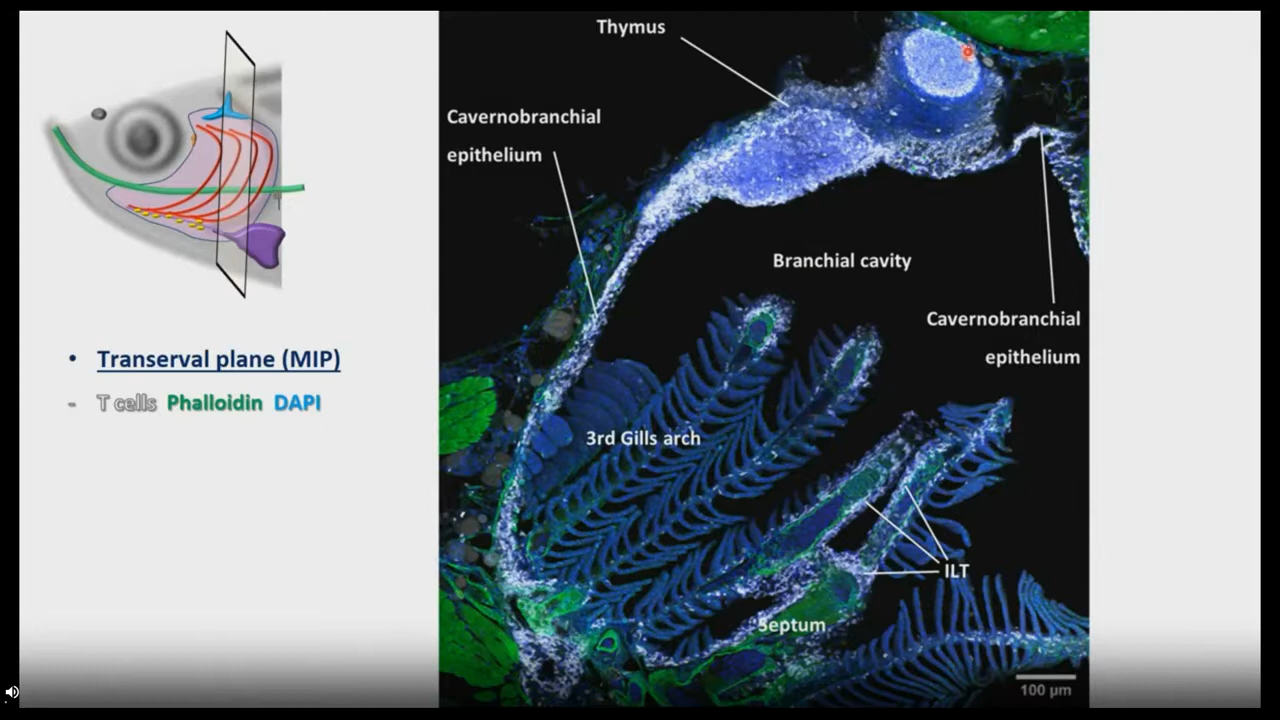 Thymus
Cavernobranchial
epithelium
Branchial cavity
Cavernobranchial
epithelium
• Transerval plane (MIP)
- T cells Phalloidin DAPI
3rd Gills arch
ILT
Septum
100 µm